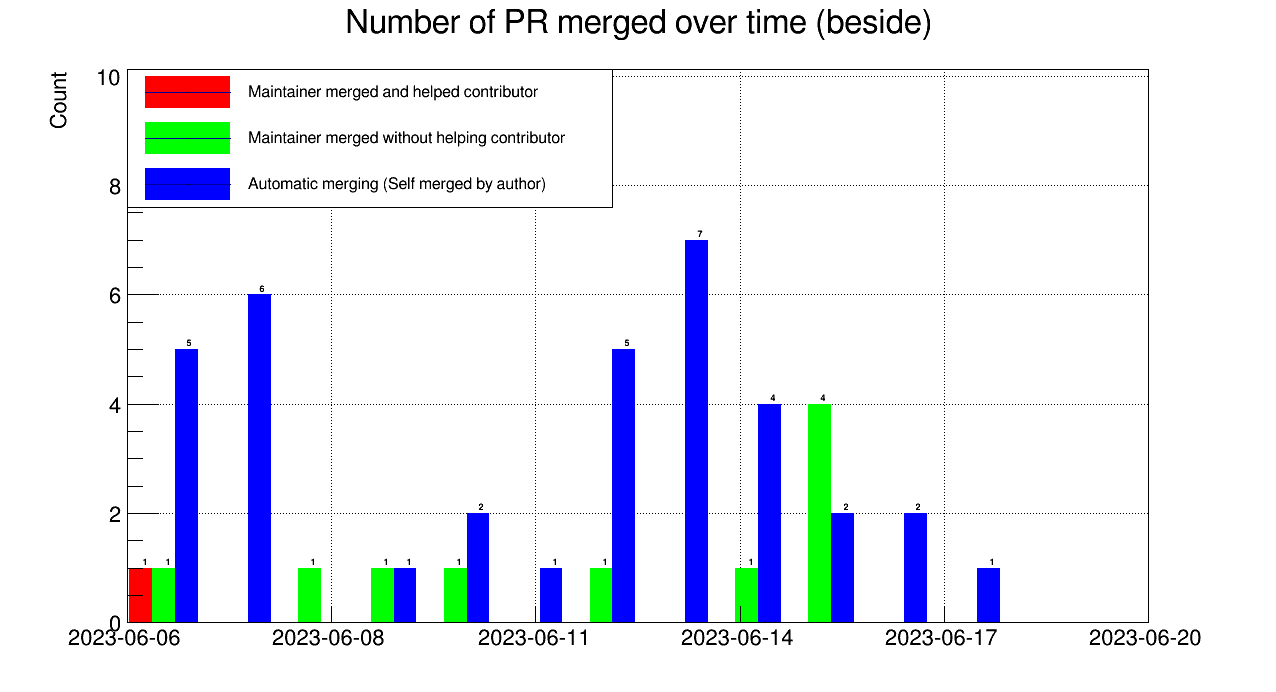 Number of PR merged over time (beside)
Count
10
8
6
4
2
0
Maintainer merged and helped contributor
Maintainer merged without helping contributor
Automatic merging (Self merged by author)
1 1 5 6 1 1 1 1 2 1 1 5 7 1 4 4 2 2 1
2023-06-06 2023-06-08 2023-06-11 2023-06-14 2023-06-17 2023-06-20